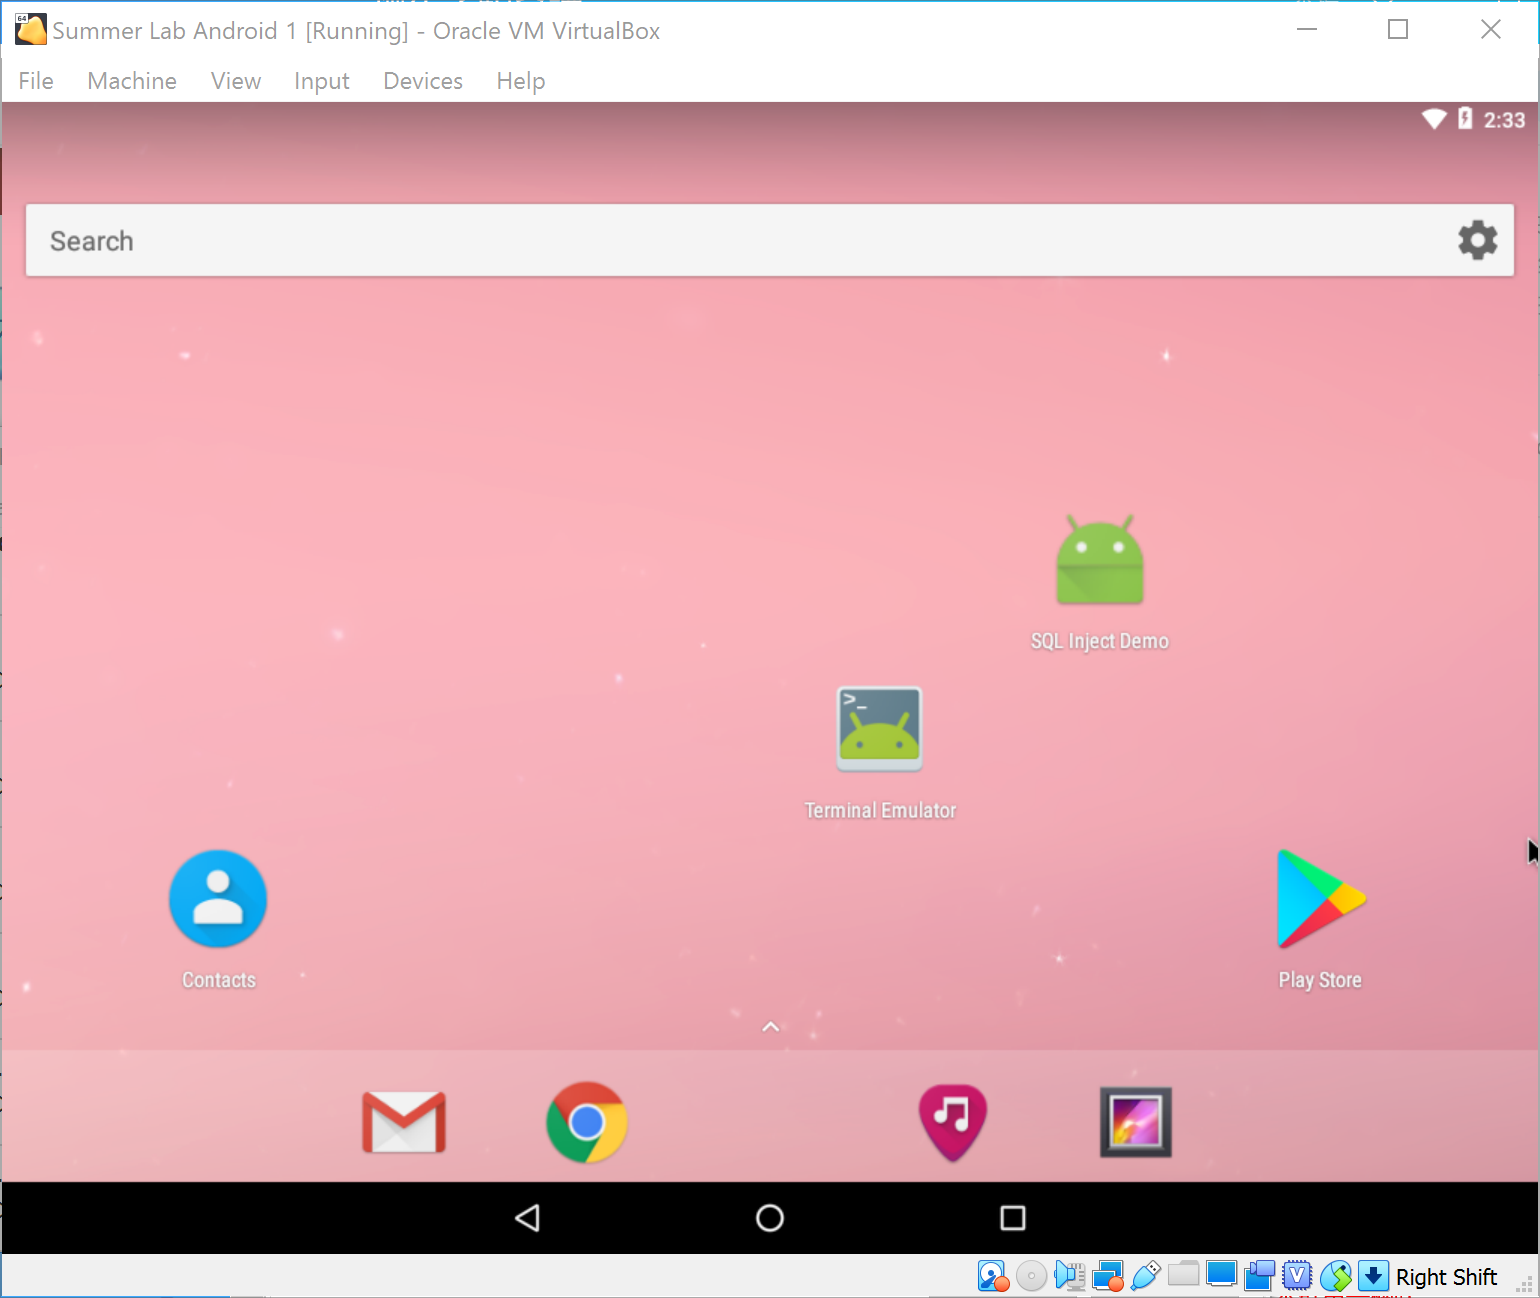 64
Summer Lab Android 1 [Running] - Oracle VM VirtualBox
File Machine View Input Devices Help
2:33
Search
SQL Inject Demo
>_
Terminal Emulator
Contacts
Play Store
V
Right Shift